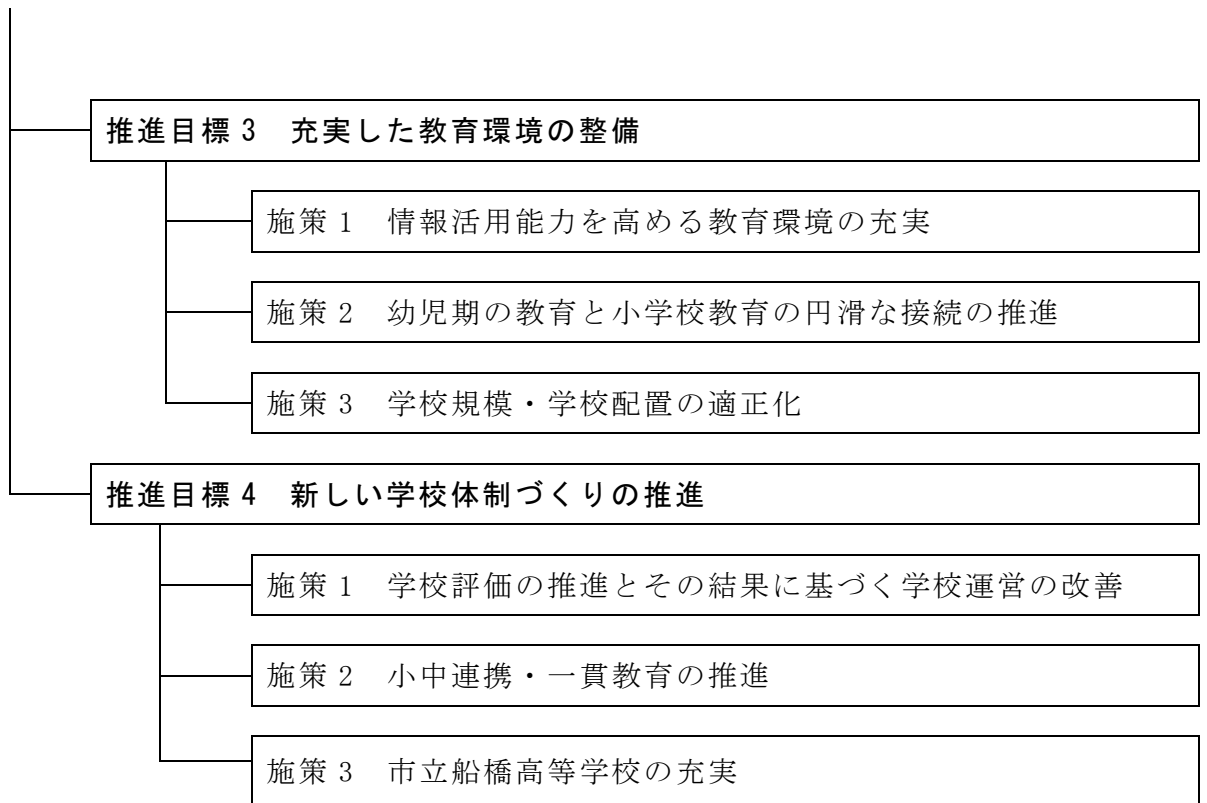 推進目標3　充実した教育環境の整備
施策1　情報活用能力を高める教育環境の充実
施策2　幼児期の教育と小学校教育の円滑な接続の推進
施策3　学校規模・学校配置の適正化
推進目標4　新しい学校体制づくりの推進
施策1　学校評価の推進とその結果に基づく学校運営の改善
施策2　小中連携・一貫教育の推進
施策3　市立船橋高等学校の充実